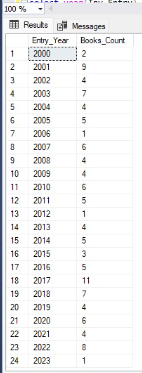 100 %
Results Messages
Entry_Year Books_Count
1 2000 2
2 2001 9
3 2002 4
4 2003 7
5 2004 4
6 2005 5
7 2006 1
8 2007 6
9 2008 4
10 2009 4
11 2010 6
12 2011 5
13 2012 1
14 2013 4
15 2014 5
16 2015 3
17 2016 5
18 2017 11
19 2018 7
20 2019 4
21 2020 6
22 2021 4
23 2022 8
24 2023 1